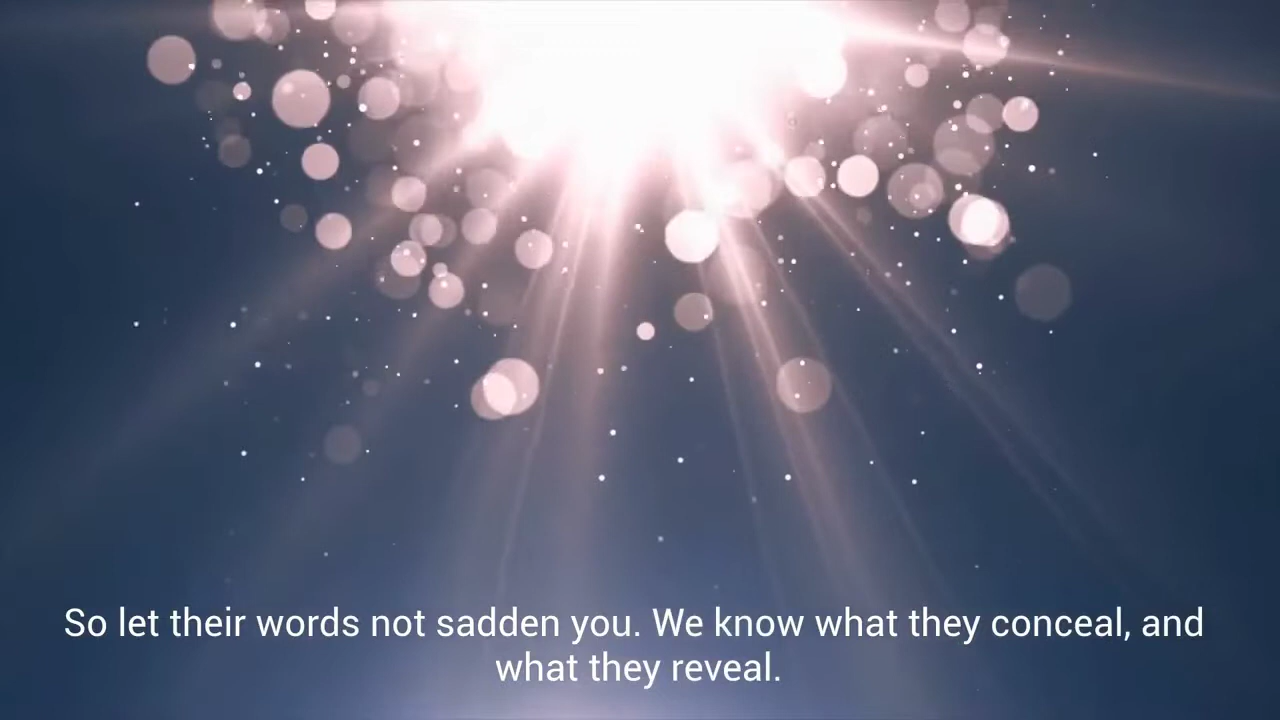 So let their words not sadden you. We know what they conceal, and
what they reveal.